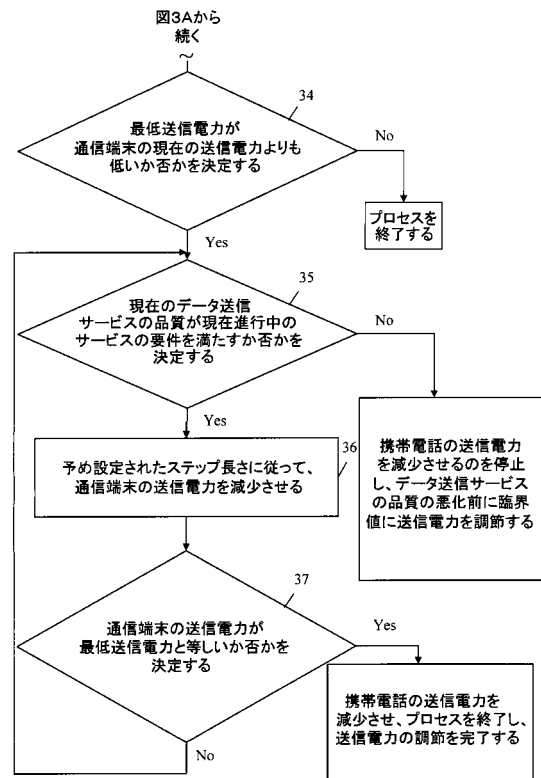 図3Aから
続く
～
34
最低送信電力が
通信端末の現在の送信電力よりも
低いか否かを決定する
No
プロセスを
終了する
Yes
35
現在のデータ送信
サービスの品質が現在進行中の
サービスの要件を満たすか否かを
決定する
No
Yes
携帯電話の送信電力
を減少させるのを停止
し、データ送信サービス
の品質の悪化前に臨界
値に送信電力を調節する
予め設定されたステップ長さに従って、
通信端末の送信電力を減少させる
36
37
通信端末の送信電力が
最低送信電力と等しいか否かを
決定する
Yes
携帯電話の送信電力を
減少させ、プロセスを終了し、
送信電力の調節を完了する
No